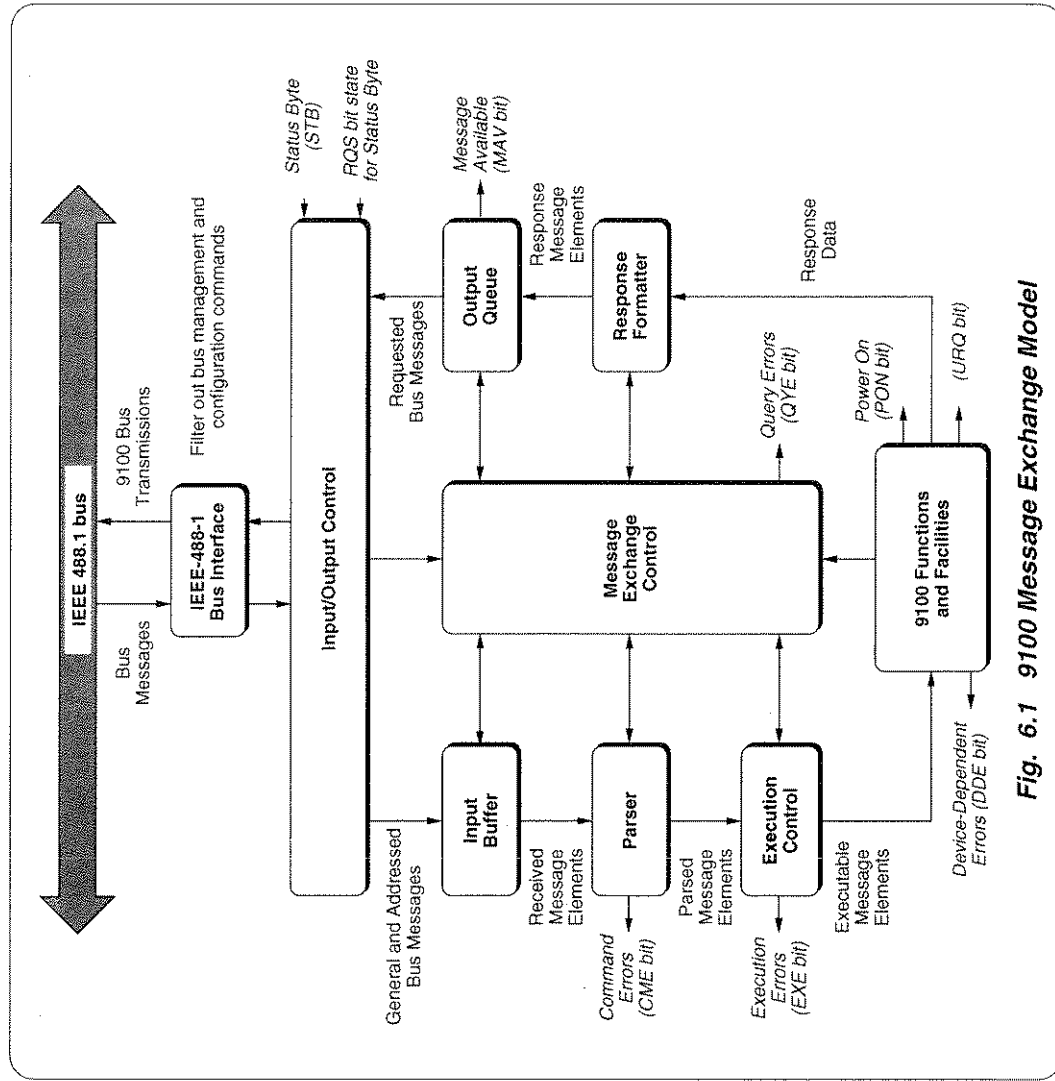 IEEE 488.1 bus
Bus
Messages
9100 Bus
Transmissions
IEEE-488-1
Bus Interface
Filter out bus management and
configuration commands
Input/Output Control
Status Byte
(STB)
RQS bit state
for Status Byte
General and Addressed
Bus Messages
Requested
Bus Messages
Input
Buffer
Output
Queue
Message
Available
(MAV bit)
Received
Message
Elements
Response
Message
Elements
Message
Exchange
Control
Parser
Response
Formatter
Command
Errors
(CME bit)
Parsed
Message
Elements
Execution
Control
Query Errors
(QYE bit)
Response
Data
Execution
Errors
(EXE bit)
Executable
Message
Elements
Power On
(PON bit)
9100 Functions
and Facilities
(URQ bit)
Device-Dependent
Errors (DDE bit)
Fig. 6.1 9100 Message Exchange Model